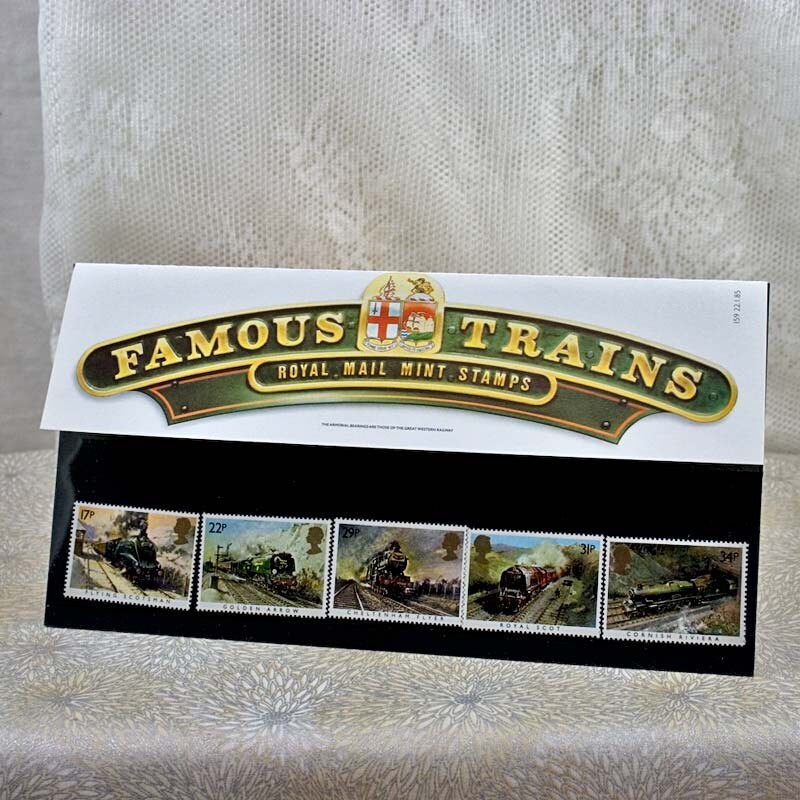 FAMOUS TRAINS
ROYAL MAIL MINT STAMPS
THE ARMORIAL BEARINGS ARE THOSE OF THE GREAT WESTERN RAILWAY
159 22.1.85
17P
FLYING SCOTSMAN
22P
GOLDEN ARROW
29P
CHELTENHAM FLYER
31P
ROYAL SCOT
34P
CORNISH RIVIERA